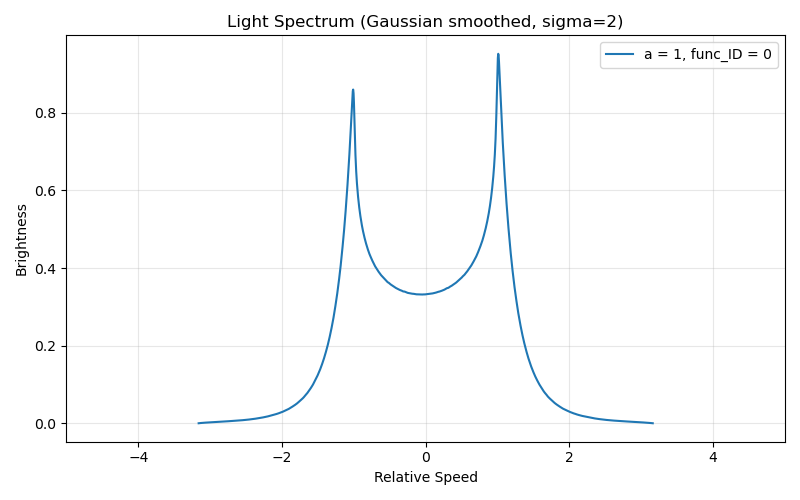 Light Spectrum (Gaussian smoothed, sigma=2)
a = 1, func_ID = 0
Brightness
0.8
0.6
0.4
0.2
0.0
−4
−2
0
2
4
Relative Speed